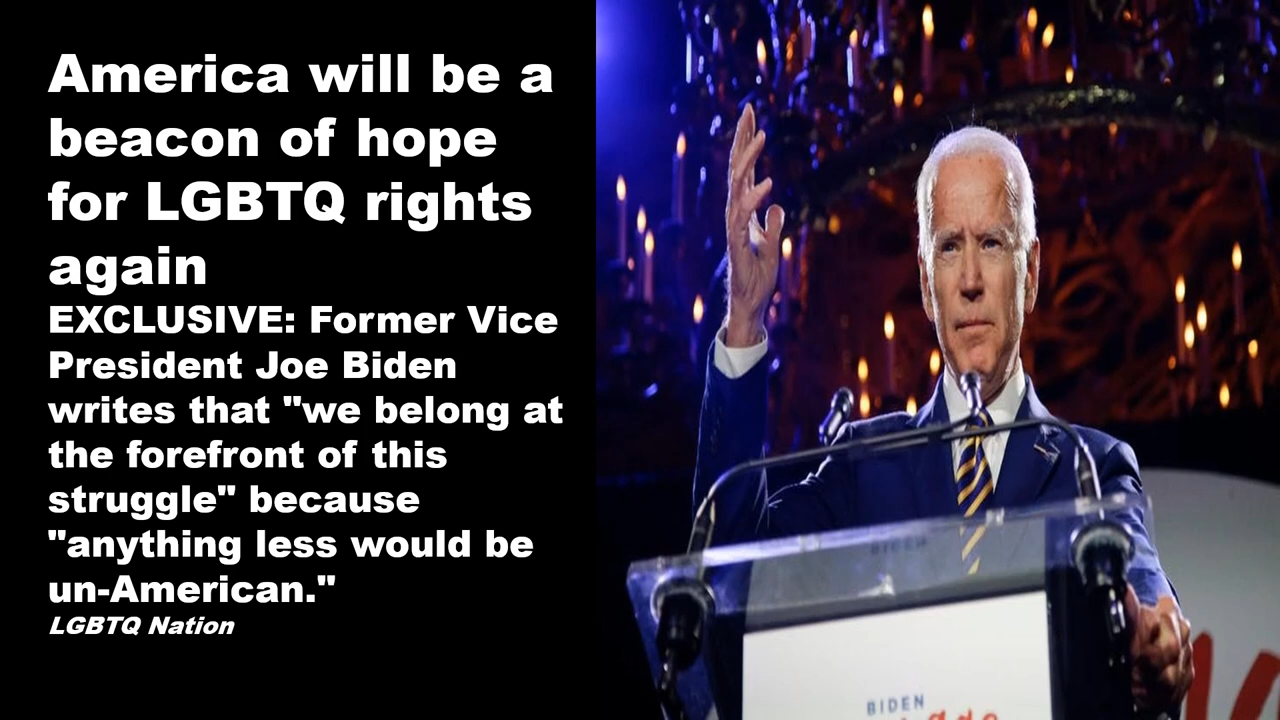 America will be a
beacon of hope
for LGBTQ rights
again
EXCLUSIVE: Former Vice
President Joe Biden
writes that "we belong at
the forefront of this
struggle" because
"anything less would be
un-American."
LGBTQ Nation
BIDEN